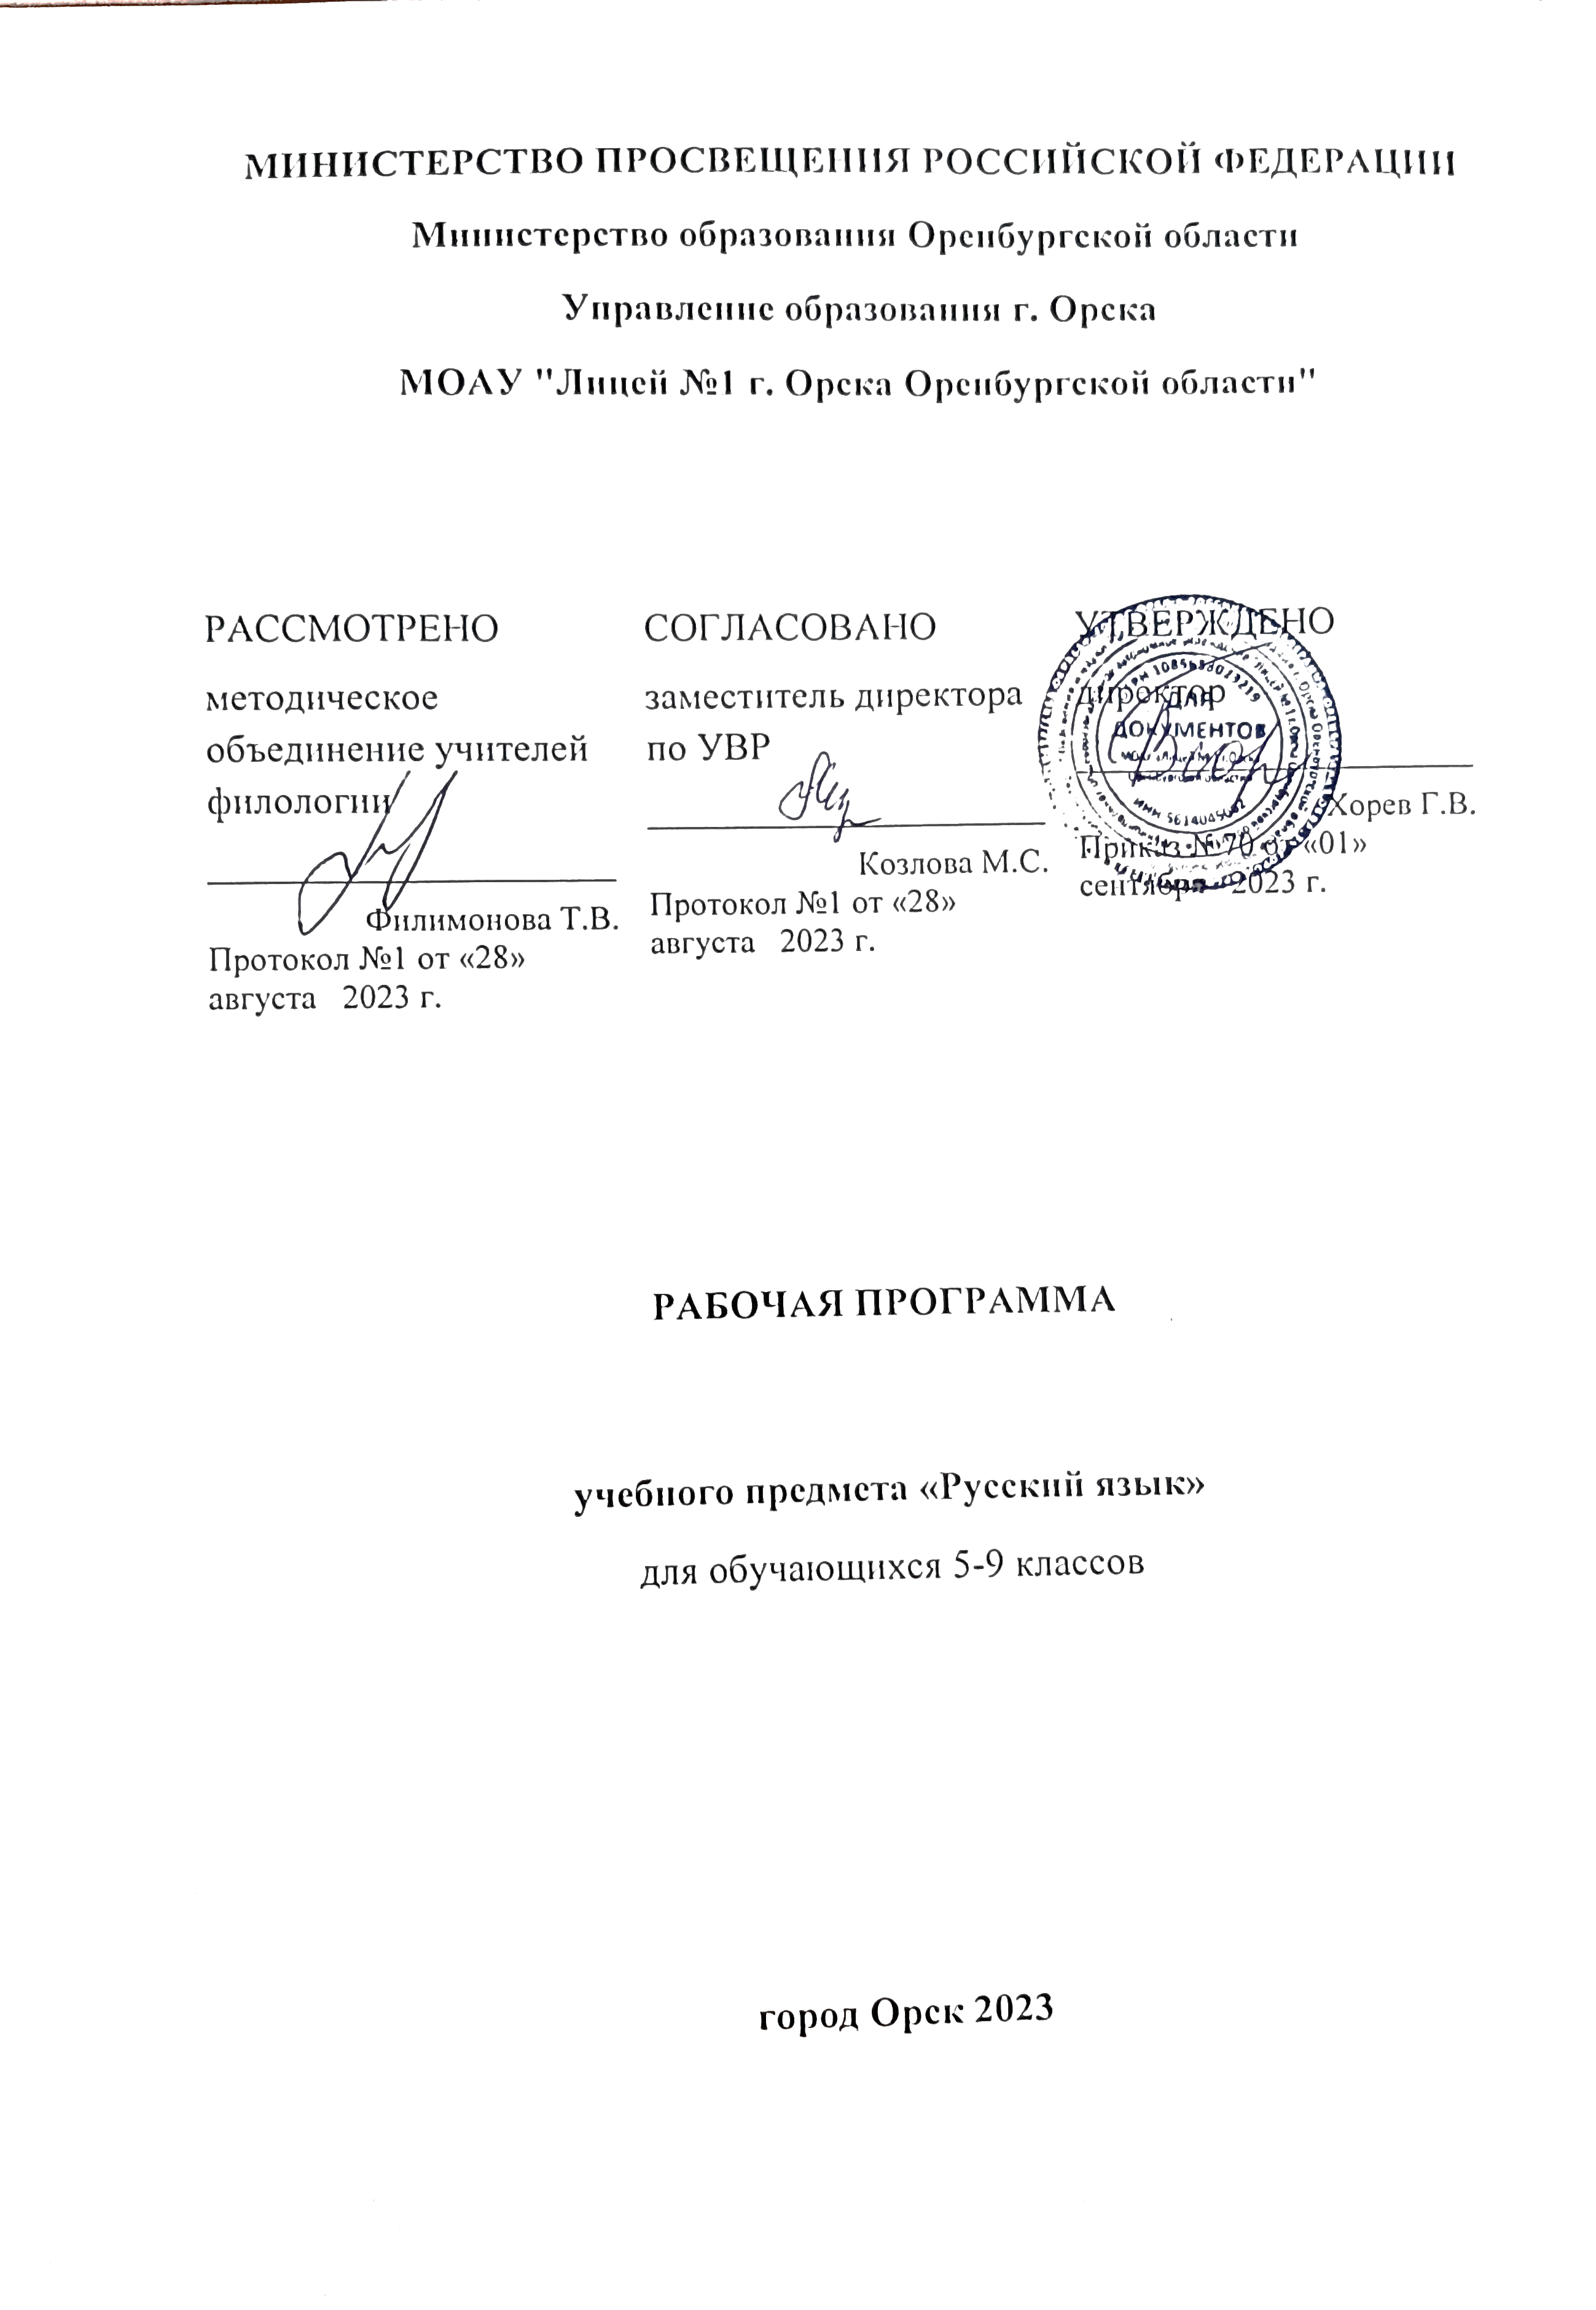 МИНИСТЕРСТВО ПРОСВЕЩЕНИЯ РОССИЙСКОЙ ФЕДЕРАЦИИ
Министерство образования Оренбургской области
Управление образования г. Орска
МОАУ "Лицей №1 г. Орска Оренбургской области"
РАССМОТРЕНО
методическое
объединение учителей
филологии
Филимонова Т.В.
Протокол №1 от «28»
августа 2023 г.
СОГЛАСОВАНО
заместитель директора
по УВР
Козлова М.С.
Протокол №1 от «28»
августа 2023 г.
УТВЕРЖДЕНО
директор
Хорев Г.В.
Приказ №70 от «01»
сентября 2023 г.
ДЛЯ
ДОКУМЕНТОВ
РАБОЧАЯ ПРОГРАММА
учебного предмета «Русский язык»
для обучающихся 5-9 классов
город Орск 2023